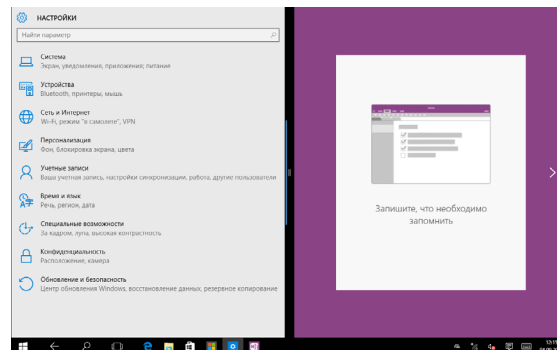 НАСТРОЙКИ
Найти параметр
Система
Экран, уведомления, приложения; питание
Устройства
Bluetooth, принтеры, мышь
Сеть и Интернет
Wi-Fi, режим "в самолете", VPN
Персонализация
Фон, блокировка экрана, цвета
Учетные записи
Ваша учетная запись, настройки синхронизации, работа, другие пользователи
Время и язык
Речь, регион, дата
Специальные возможности
За кадром, лупа, высокая контрастность
Конфиденциальность
Расположение, камера
Обновление и безопасность
Центр обновления Windows, восстановление данных, резервное копирование
Запишите, что необходимо
запомнить